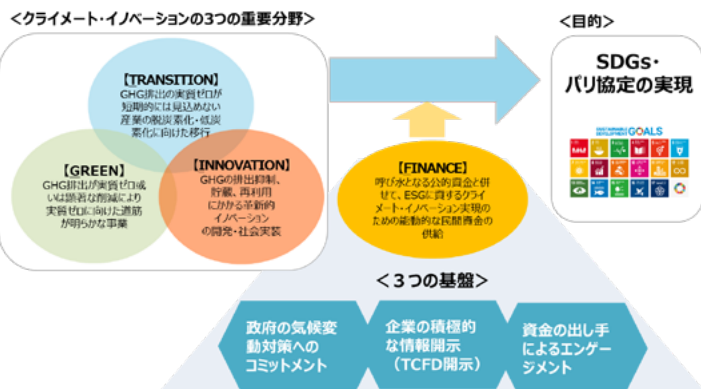 ＜クライメート・イノベーションの3つの重要分野＞
【TRANSITION】
GHG排出の実質ゼロが
短期的には見込めない
産業の脱炭素化・低炭
素化に向けた移行
【GREEN】
GHG排出が実質ゼロ或
いは顕著な削減により
実質ゼロに向けた道筋
が明らかな事業
【INNOVATION】
GHGの排出抑制、
貯蔵、再利用
にかかる革新的
イノベーション
の開発・社会実装
【FINANCE】
呼び水となる公的資金と併
せて、ESGに資するクライ
メート・イノベーション実現の
ための能動的な民間資金の
供給
＜目的＞
SDGs・
パリ協定の実現
SUSTAINABLE
DEVELOPMENT GOALS
＜３つの基盤＞
政府の気候変
動対策への
コミットメント
企業の積極的
な情報開示
（TCFD開示）
資金の出し手
によるエンゲー
ジメント